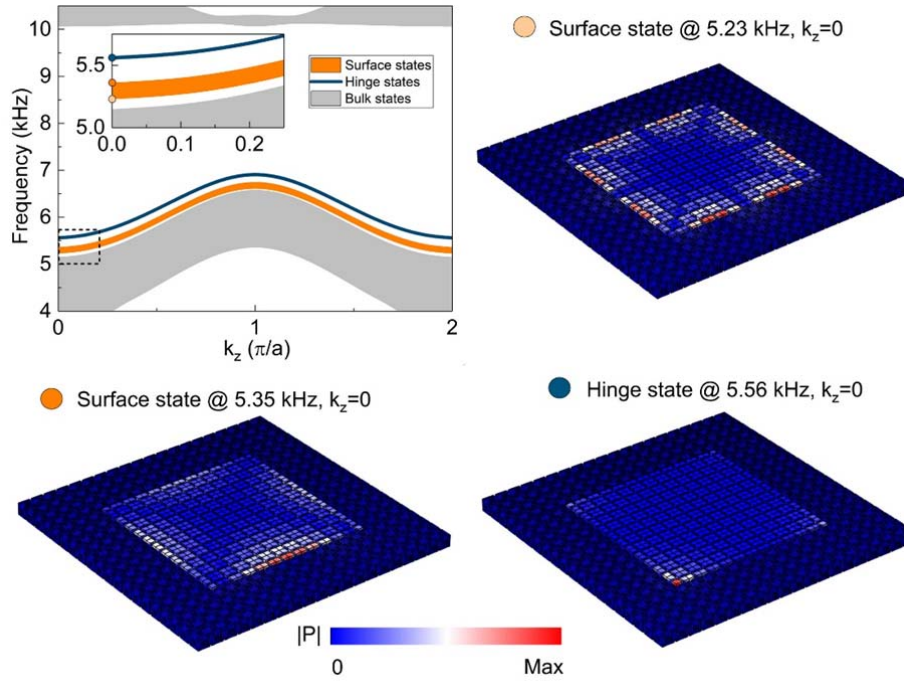 10
9
8
7
6
5
4
Frequency (kHz)
5.5
5.0
0.0 0.1 0.2
Surface states
Hinge states
Bulk states
0 1 2
k_z (π/a)
Surface state @ 5.23 kHz, k_z=0
Surface state @ 5.35 kHz, k_z=0
Hinge state @ 5.56 kHz, k_z=0
|P|
0 Max